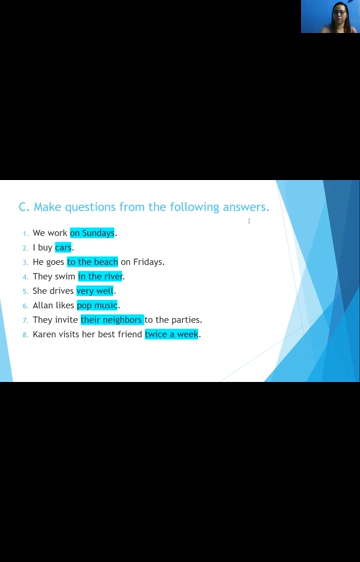 C. Make questions from the following answers.
1. We work on Sundays.
2. I buy cars.
3. He goes to the beach on Fridays.
4. They swim in the river.
5. She drives very well.
6. Allan likes pop music.
7. They invite their neighbors to the parties.
8. Karen visits her best friend twice a week.